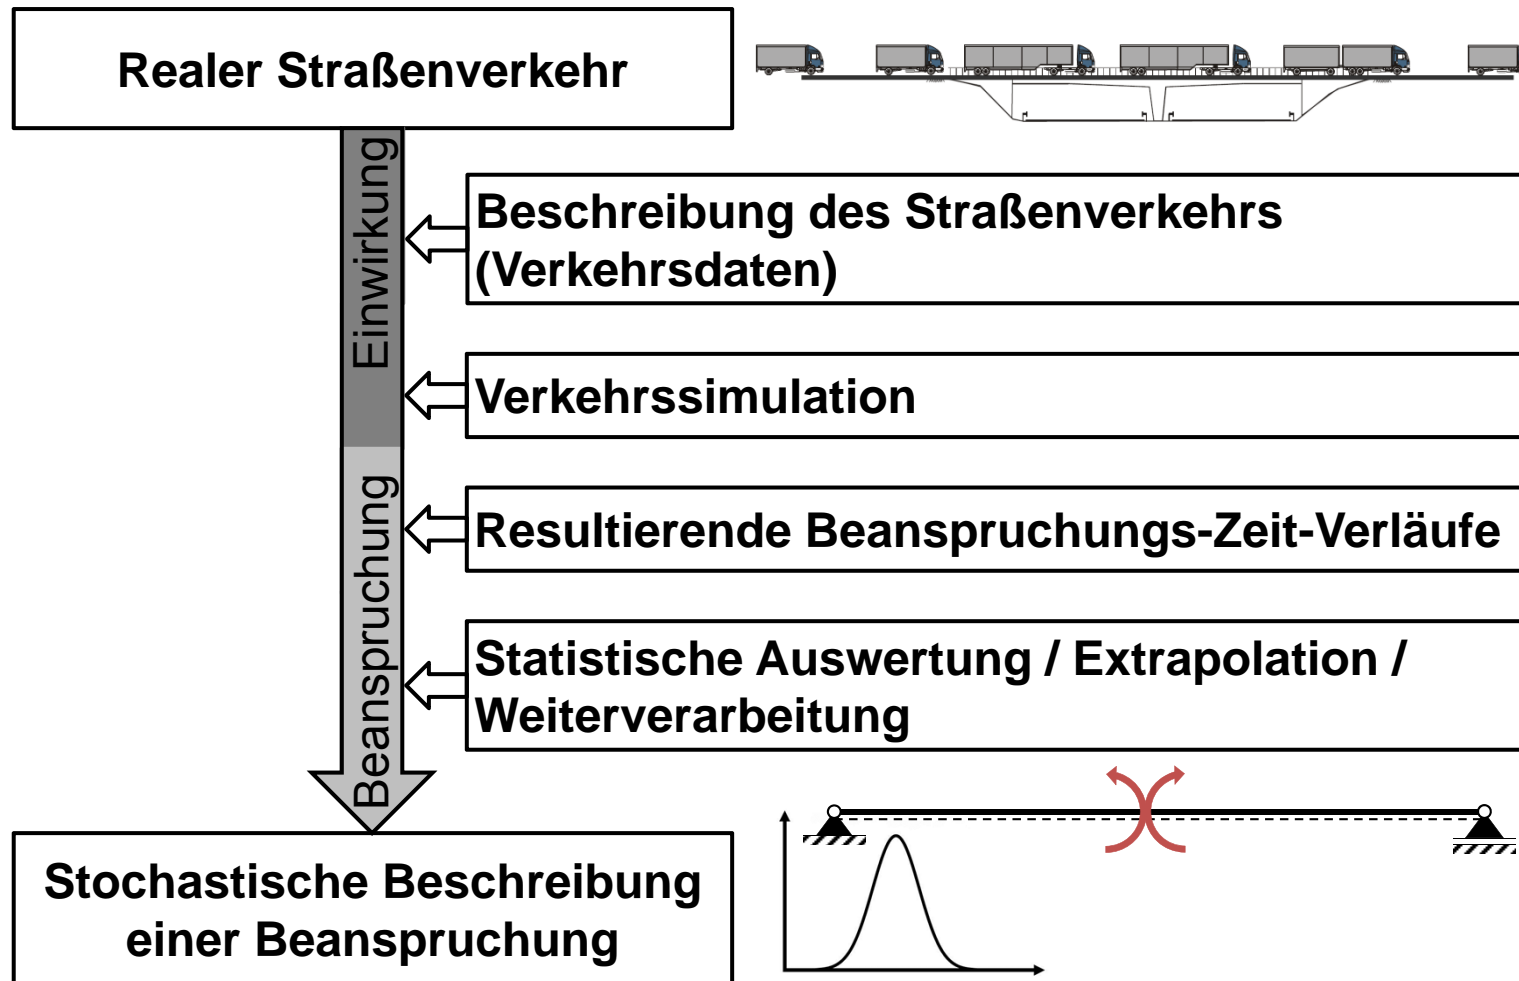 Realer Straßenverkehr
Einwirkung
Beschreibung des Straßenverkehrs
(Verkehrsdaten)
Verkehrssimulation
Beanspruchung
Resultierende Beanspruchungs-Zeit-Verläufe
Statistische Auswertung / Extrapolation /
Weiterverarbeitung
Stochastische Beschreibung
einer Beanspruchung